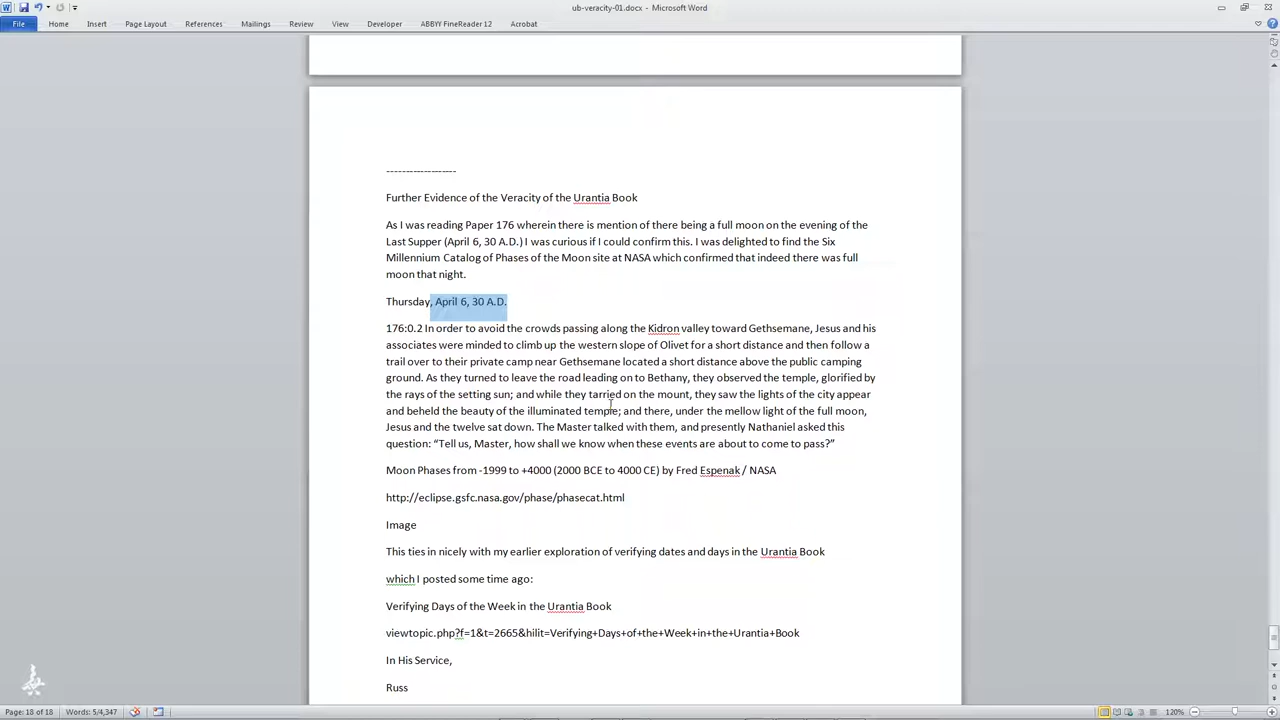 ub-veracity-01.docx - Microsoft Word
File Home Insert Page Layout References Mailings Review View Developer ABBYY FineReader 12 Acrobat
-------------------
Further Evidence of the Veracity of the Urantia Book
As I was reading Paper 176 wherein there is mention of there being a full moon on the evening of the
Last Supper (April 6, 30 A.D.) I was curious if I could confirm this. I was delighted to find the Six
Millennium Catalog of Phases of the Moon site at NASA which confirmed that indeed there was full
moon that night.
Thursday, April 6, 30 A.D.
176:0.2 In order to avoid the crowds passing along the Kidron valley toward Gethsemane, Jesus and his
associates were minded to climb up the western slope of Olivet for a short distance and then follow a
trail over to their private camp near Gethsemane located a short distance above the public camping
ground. As they turned to leave the road leading on to Bethany, they observed the temple, glorified by
the rays of the setting sun; and while they tarried on the mount, they saw the lights of the city appear
and beheld the beauty of the illuminated temple; and there, under the mellow light of the full moon,
Jesus and the twelve sat down. The Master talked with them, and presently Nathaniel asked this
question: “Tell us, Master, how shall we know when these events are about to come to pass?”
Moon Phases from -1999 to +4000 (2000 BCE to 4000 CE) by Fred Espenak / NASA
http://eclipse.gsfc.nasa.gov/phase/phasecat.html
Image
This ties in nicely with my earlier exploration of verifying dates and days in the Urantia Book
which I posted some time ago:
Verifying Days of the Week in the Urantia Book
viewtopic.php?f=1&t=2665&hilit=Verifying+Days+of+the+Week+in+the+Urantia+Book
In His Service,
Russ
Page: 18 of 18 Words: 5/4,347 120%